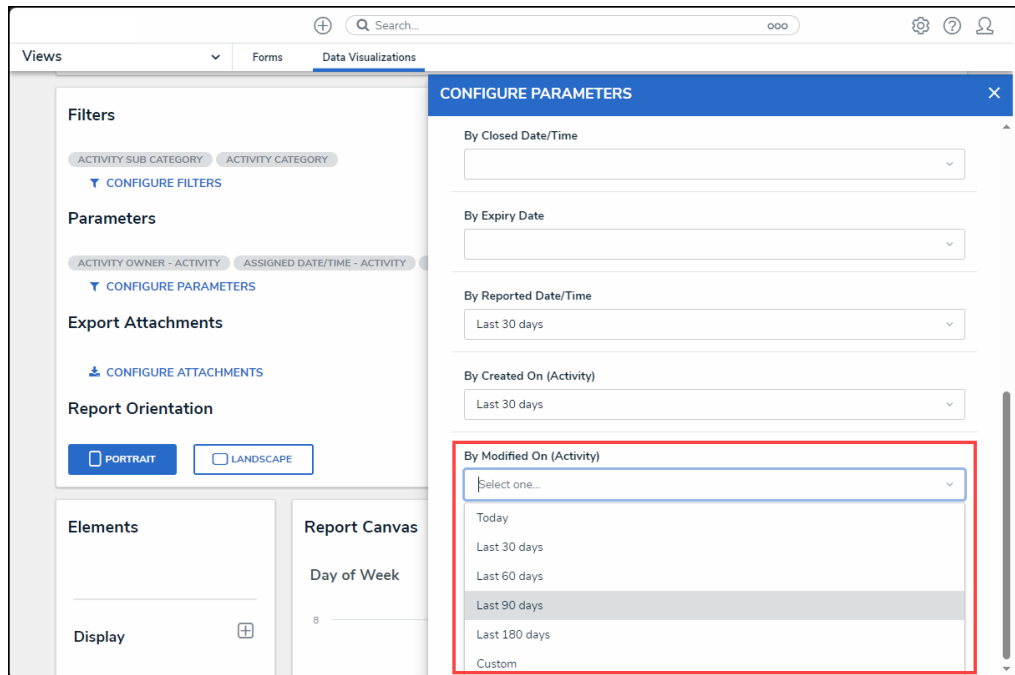 Search...
Views
Forms
Data Visualizations
Filters
ACTIVITY SUB CATEGORY
ACTIVITY CATEGORY
CONFIGURE FILTERS
Parameters
ACTIVITY OWNER - ACTIVITY
ASSIGNED DATE/TIME - ACTIVITY
CONFIGURE PARAMETERS
Export Attachments
CONFIGURE ATTACHMENTS
Report Orientation
PORTRAIT
LANDSCAPE
Elements
Display
Report Canvas
Day of Week
8
CONFIGURE PARAMETERS
By Closed Date/Time
By Expiry Date
By Reported Date/Time
Last 30 days
By Created On (Activity)
Last 30 days
By Modified On (Activity)
Select one...
Today
Last 30 days
Last 60 days
Last 90 days
Last 180 days
Custom